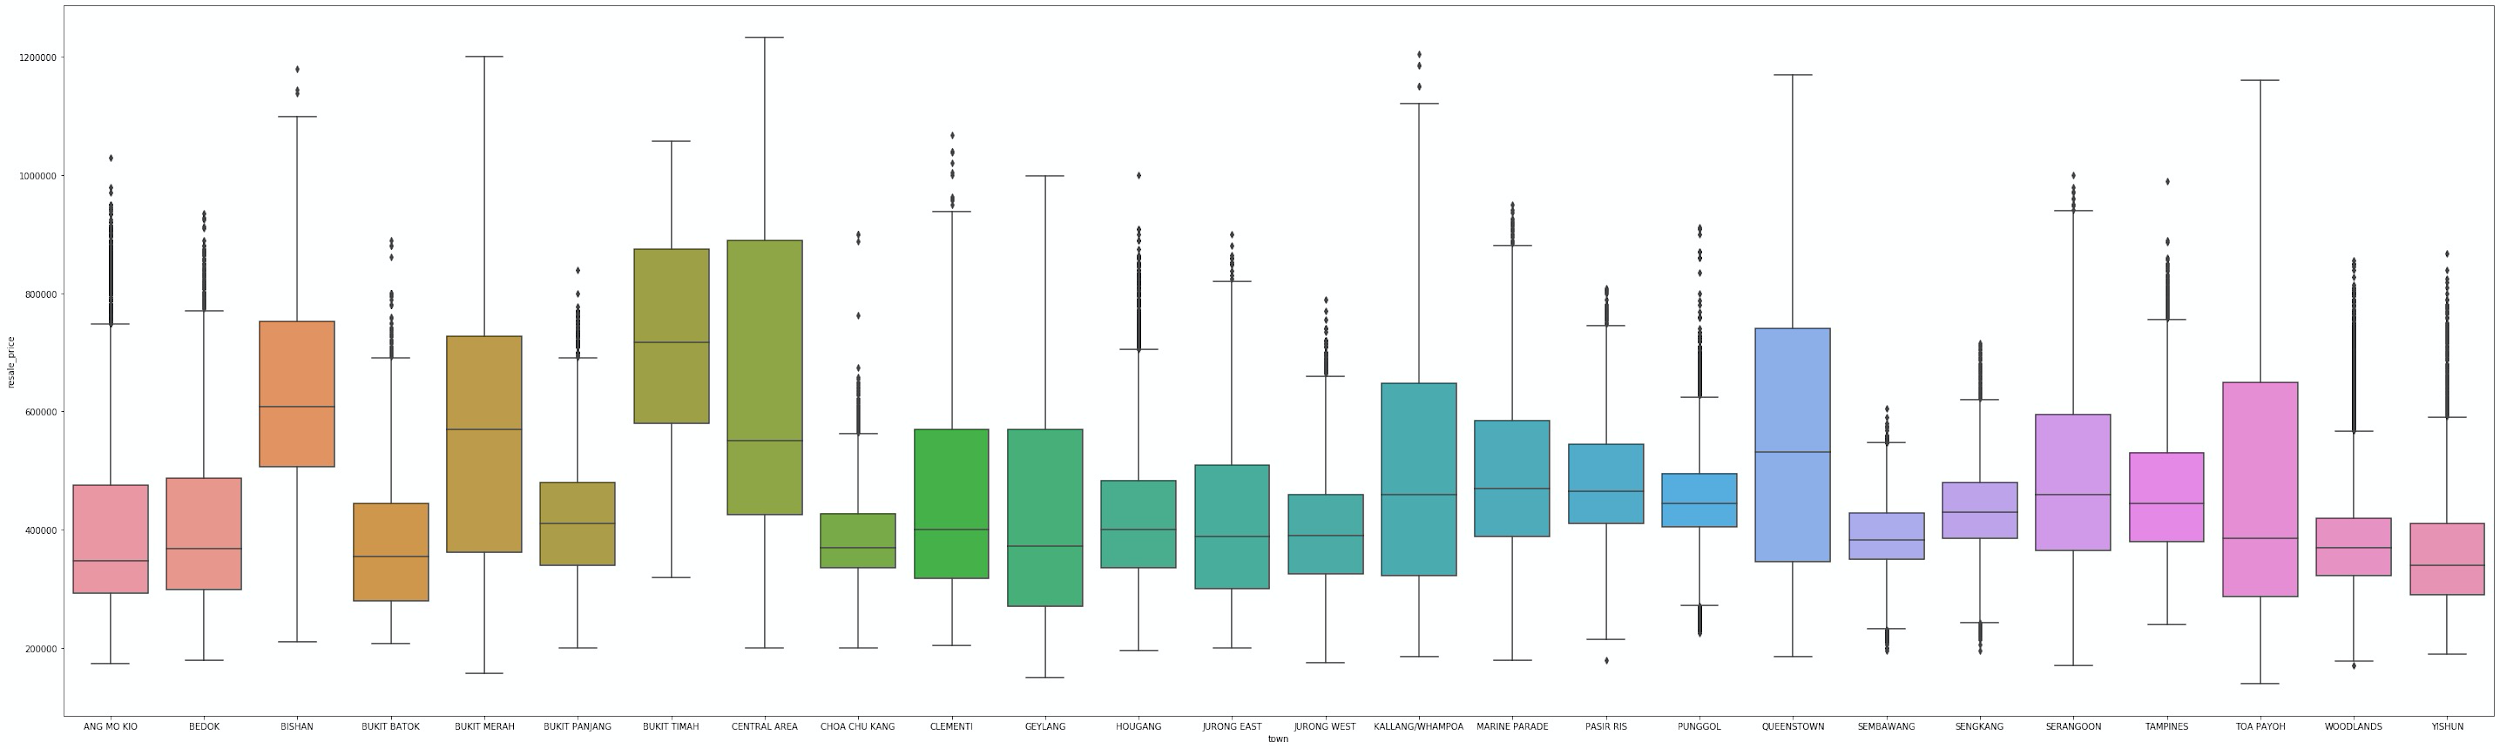 1200000
1000000
800000
600000
400000
200000
resale_price
ANG MO KIO BEDOK BISHAN BUKIT BATOK BUKIT MERAH BUKIT PANJANG BUKIT TIMAH CENTRAL AREA CHOA CHU KANG CLEMENTI GEYLANG HOUGANG JURONG EAST JURONG WEST KALLANG/WHAMPOA MARINE PARADE PASIR RIS PUNGGOL QUEENSTOWN SEMBAWANG SENGKANG SERANGOON TAMPINES TOA PAYOH WOODLANDS YISHUN
town